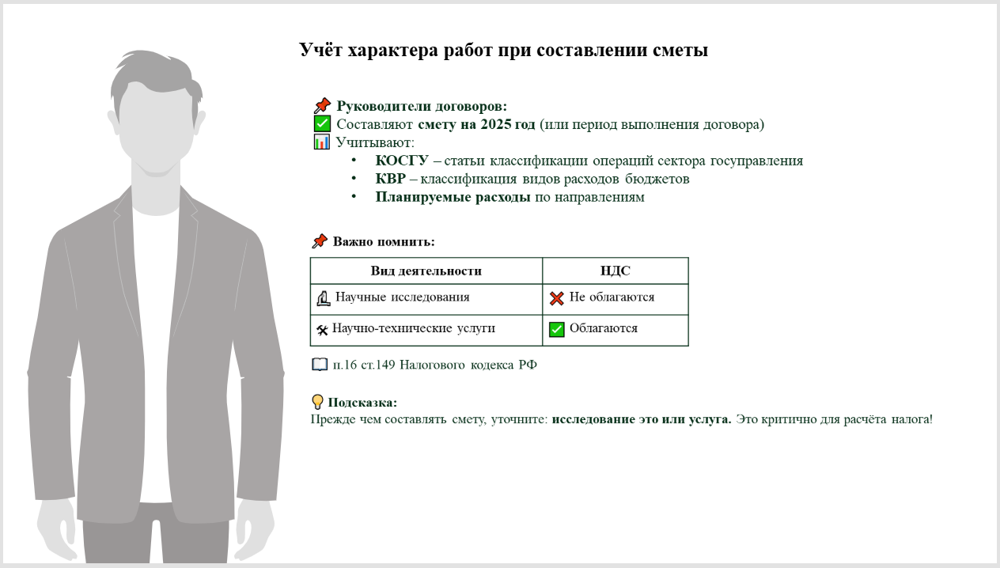 Учёт характера работ при составлении сметы
📌 Руководители договоров:
✅ Составляют смету на 2025 год (или период выполнения договора)
📊 Учитывают:
• КОСГУ – статьи классификации операций сектора госуправления
• КВР – классификация видов расходов бюджетов
• Планируемые расходы по направлениям
📌 Важно помнить:
Вид деятельности НДС
🔬 Научные исследования ❌ Не облагаются
🛠 Научно-технические услуги ✅ Облагаются
📖 п.16 ст.149 Налогового кодекса РФ
💡 Подсказка:
Прежде чем составлять смету, уточните: исследование это или услуга. Это критично для расчёта налога!